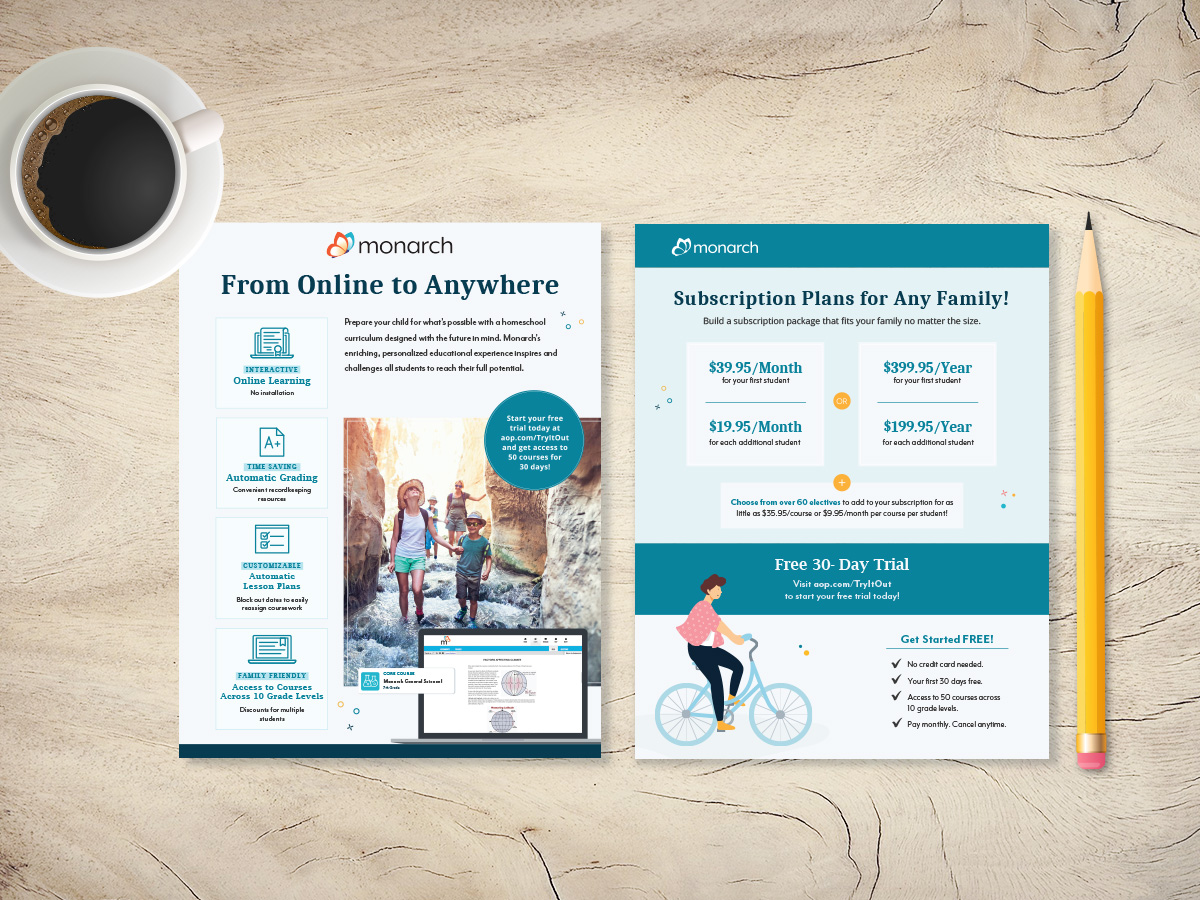 monarch
From Online to Anywhere
INTERACTIVE
Online Learning
No installation
TIME SAVING
Automatic Grading
Convenient recordkeeping
resources
CUSTOMIZABLE
Automatic
Lesson Plans
Block out dates to easily
reassign coursework
FAMILY FRIENDLY
Access to Courses
Across 10 Grade Levels
Discounts for multiple
students
A+
Prepare your child for what's possible with a homeschool
curriculum designed with the future in mind. Monarch's
enriching, personalized educational experience inspires and
challenges all students to reach their full potential.
Start your free
trial today at
aop.com/TryItOut
and get access to
50 courses for
30 days!
CORE COURSE
Monarch General Science I
7th Grade
monarch
Subscription Plans for Any Family!
Build a subscription package that fits your family no matter the size.
$39.95/Month
for your first student
$19.95/Month
for each additional student
OR
$399.95/Year
for your first student
$199.95/Year
for each additional student
+
Choose from over 60 electives to add to your subscription for as
little as $35.95/course or $9.95/month per course per student!
Free 30- Day Trial
Visit aop.com/TryItOut
to start your free trial today!
Get Started FREE!
No credit card needed.
Your first 30 days free.
Access to 50 courses across
10 grade levels.
Pay monthly. Cancel anytime.